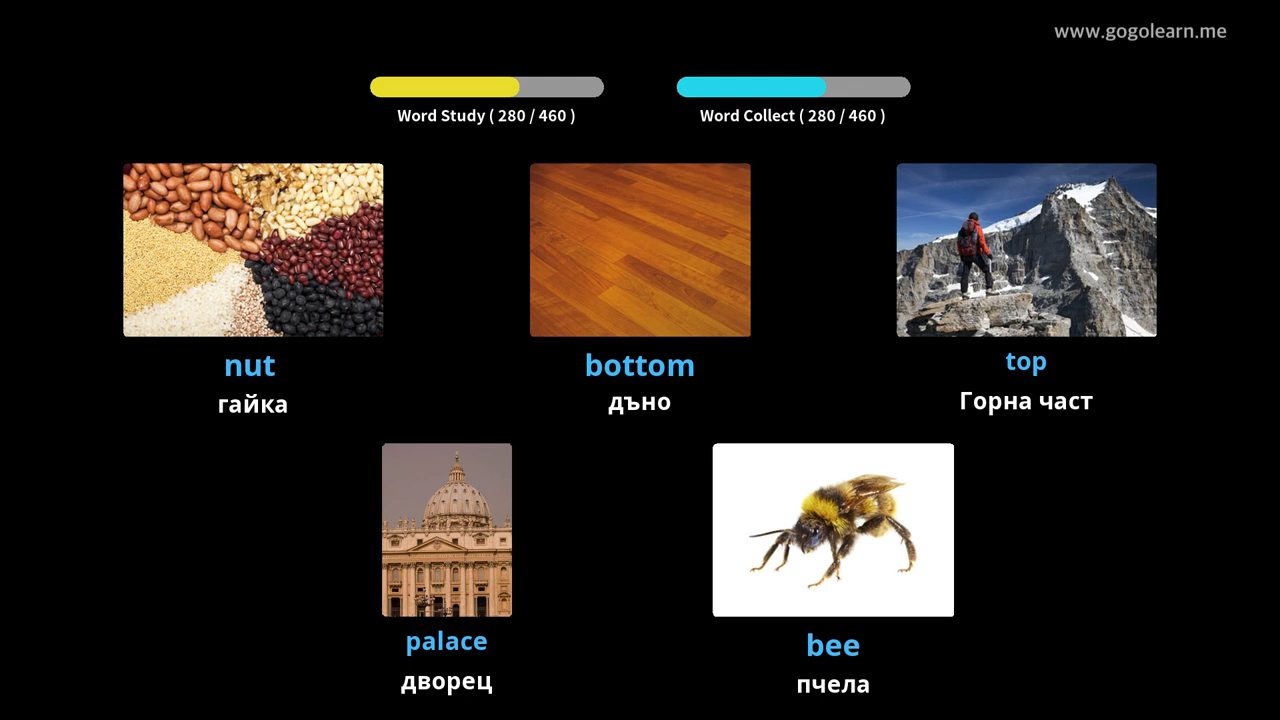 www.gogolearn.me
Word Study ( 280 / 460 )
Word Collect ( 280 / 460 )
nut
гайка
bottom
дъно
top
Горна част
palace
дворец
bee
пчела